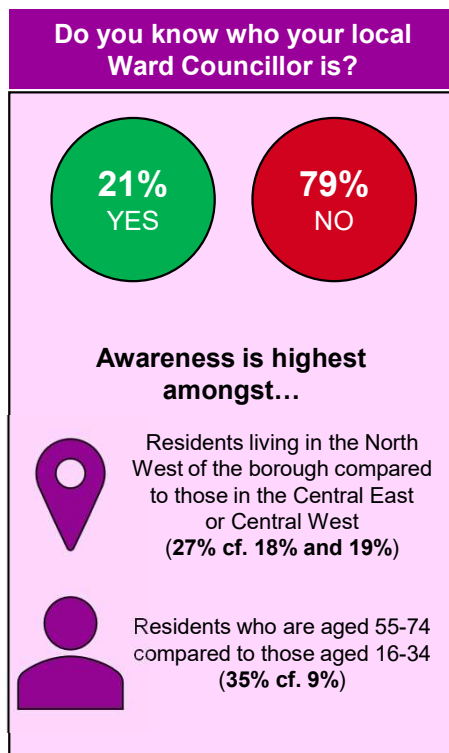 Do you know who your local
Ward Councillor is?
21%
YES
79%
NO
Awareness is highest
amongst…
Residents living in the North
West of the borough compared
to those in the Central East
or Central West
(27% cf. 18% and 19%)
Residents who are aged 55-74
compared to those aged 16-34
(35% cf. 9%)